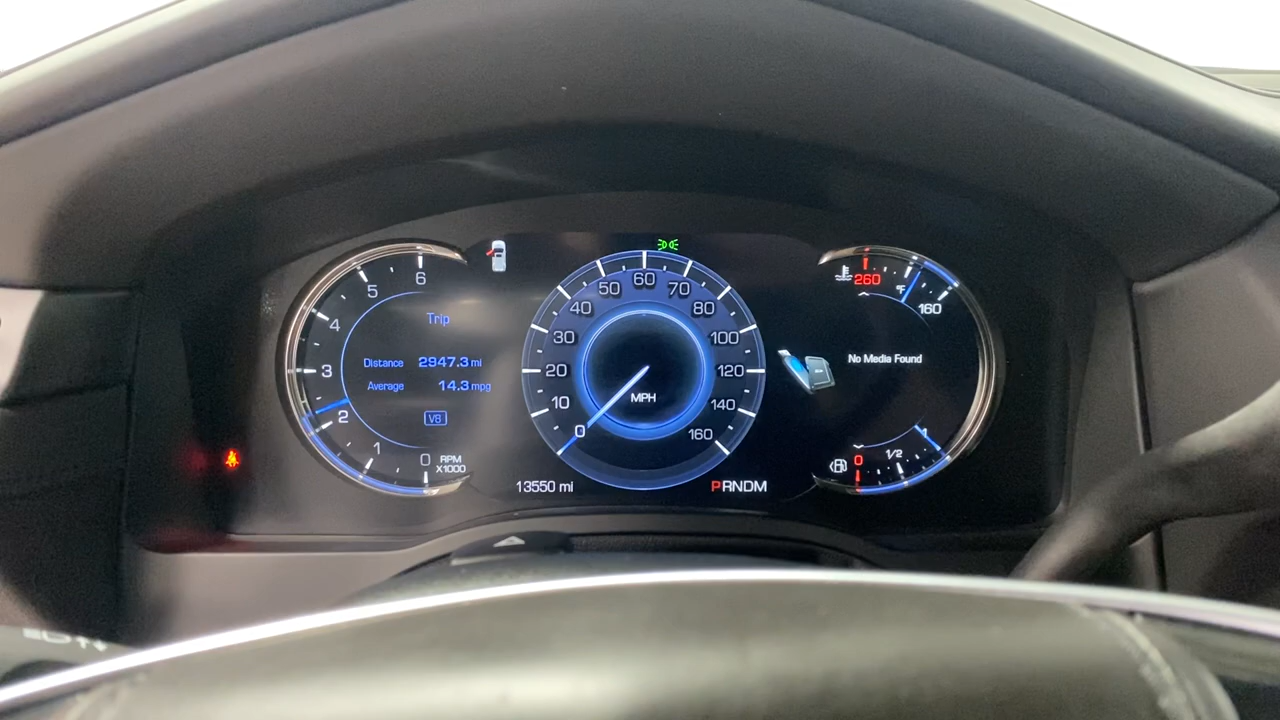 6
5
4
3
2
1
0 RPM
X1000
Trip
Distance 2947.3 mi
Average 14.3 mpg
V8
0
10
20
30
40
50
60
70
80
100
120
140
160
MPH
13550 mi
PRNDM
260
°F
160
No Media Found
0
1/2
1